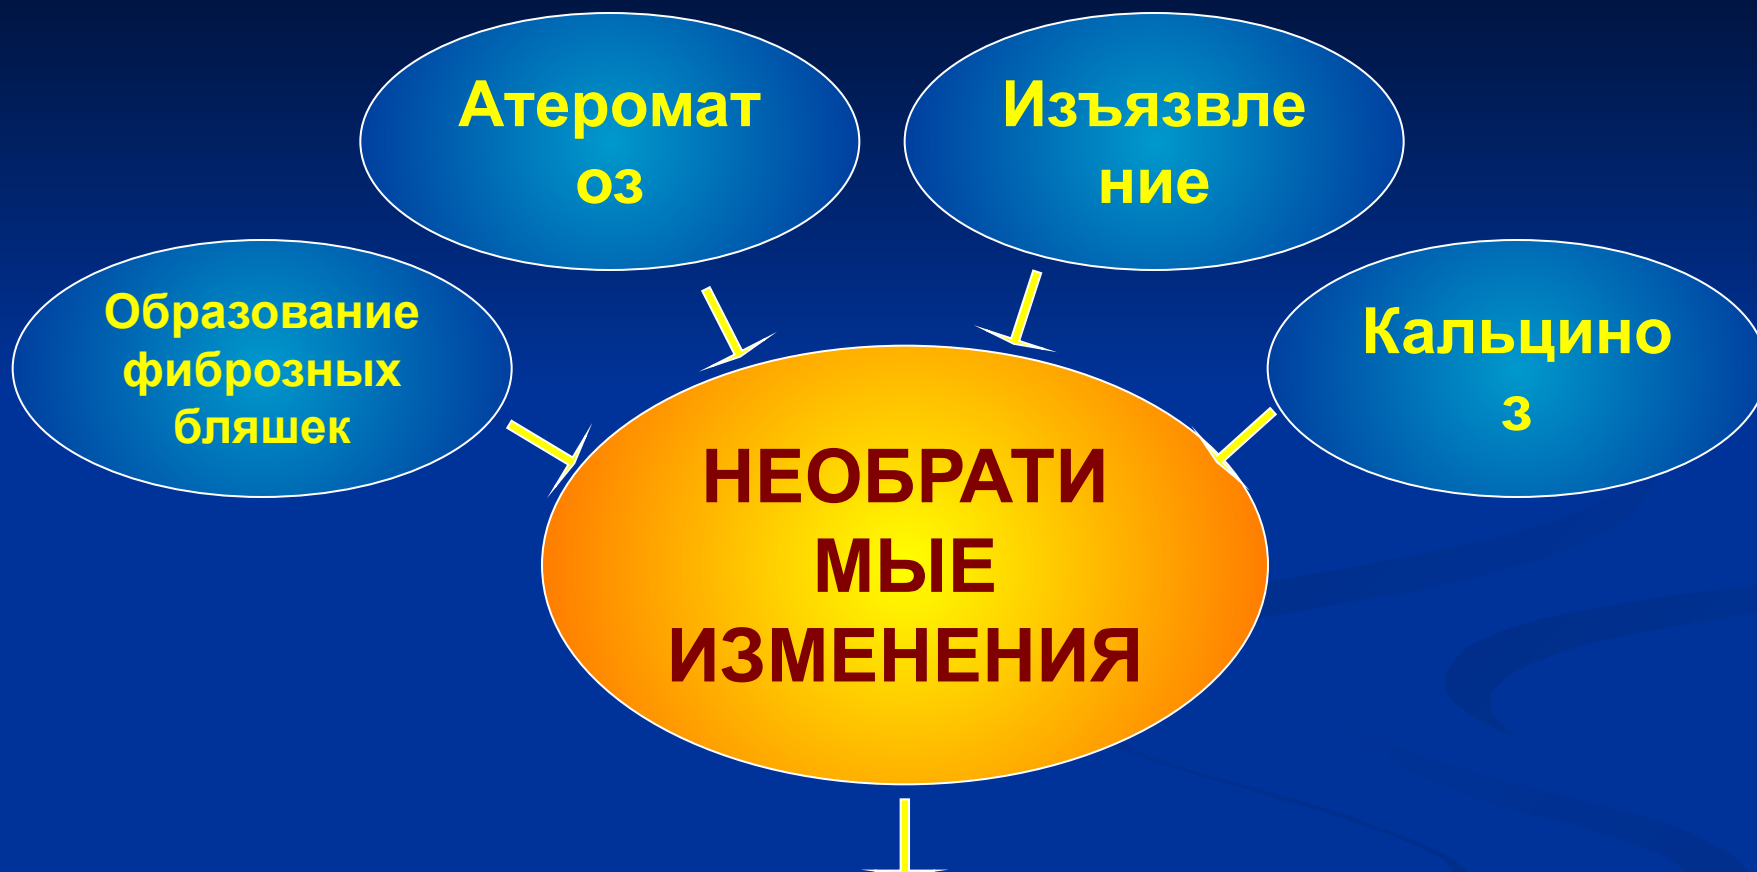 Атеромат
оз
Изъязвле
ние
Образование
фиброзных
бляшек
Кальцино
з
НЕОБРАТИ
МЫЕ
ИЗМЕНЕНИЯ